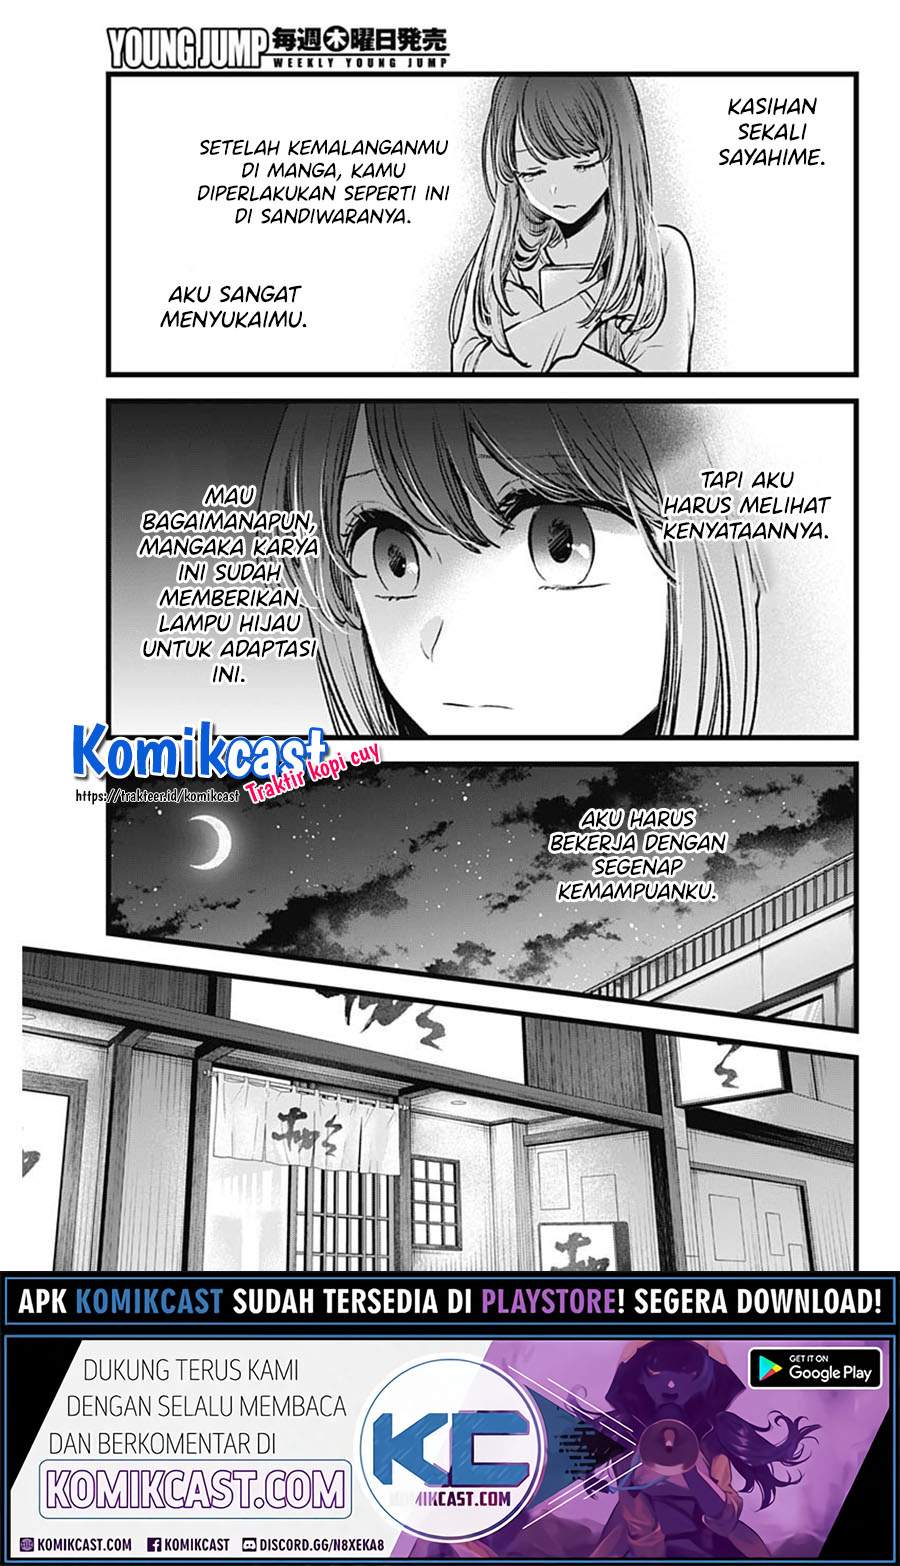 YOUNG JUMP 毎週木曜日発売
WEEKLY YOUNG JUMP
KASIHAN
SEKALI
SAYAHIME.
SETELAH KEMALANGANMU
DI MANGA, KAMU
DIPERLAKUKAN SEPERTI INI
DI SANDIWARANYA.
AKU SANGAT
MENYUKAIMU.
TAPI AKU
HARUS MELIHAT
KENYATAANNYA.
MAU
BAGAIMANAPUN,
MANGAKA KARYA
INI SUDAH
MEMBERIKAN
LAMPU HIJAU
UNTUK ADAPTASI
INI.
Komikcast
https://trakteer.id/komikcast
Traktir kopi cuy
AKU HARUS
BEKERJA DENGAN
SEGENAP
KEMAMPUANKU.
APK KOMIKCAST SUDAH TERSEDIA DI PLAYSTORE! SEGERA DOWNLOAD!
DUKUNG TERUS KAMI
DENGAN SELALU MEMBACA
DAN BERKOMENTAR DI
KOMIKCAST.COM
KOMIKCAST.COM KOMIKCAST DISCORD.GG/N8XEKA8
KC
KOMIKCAST.COM
GET IT ON
Google Play